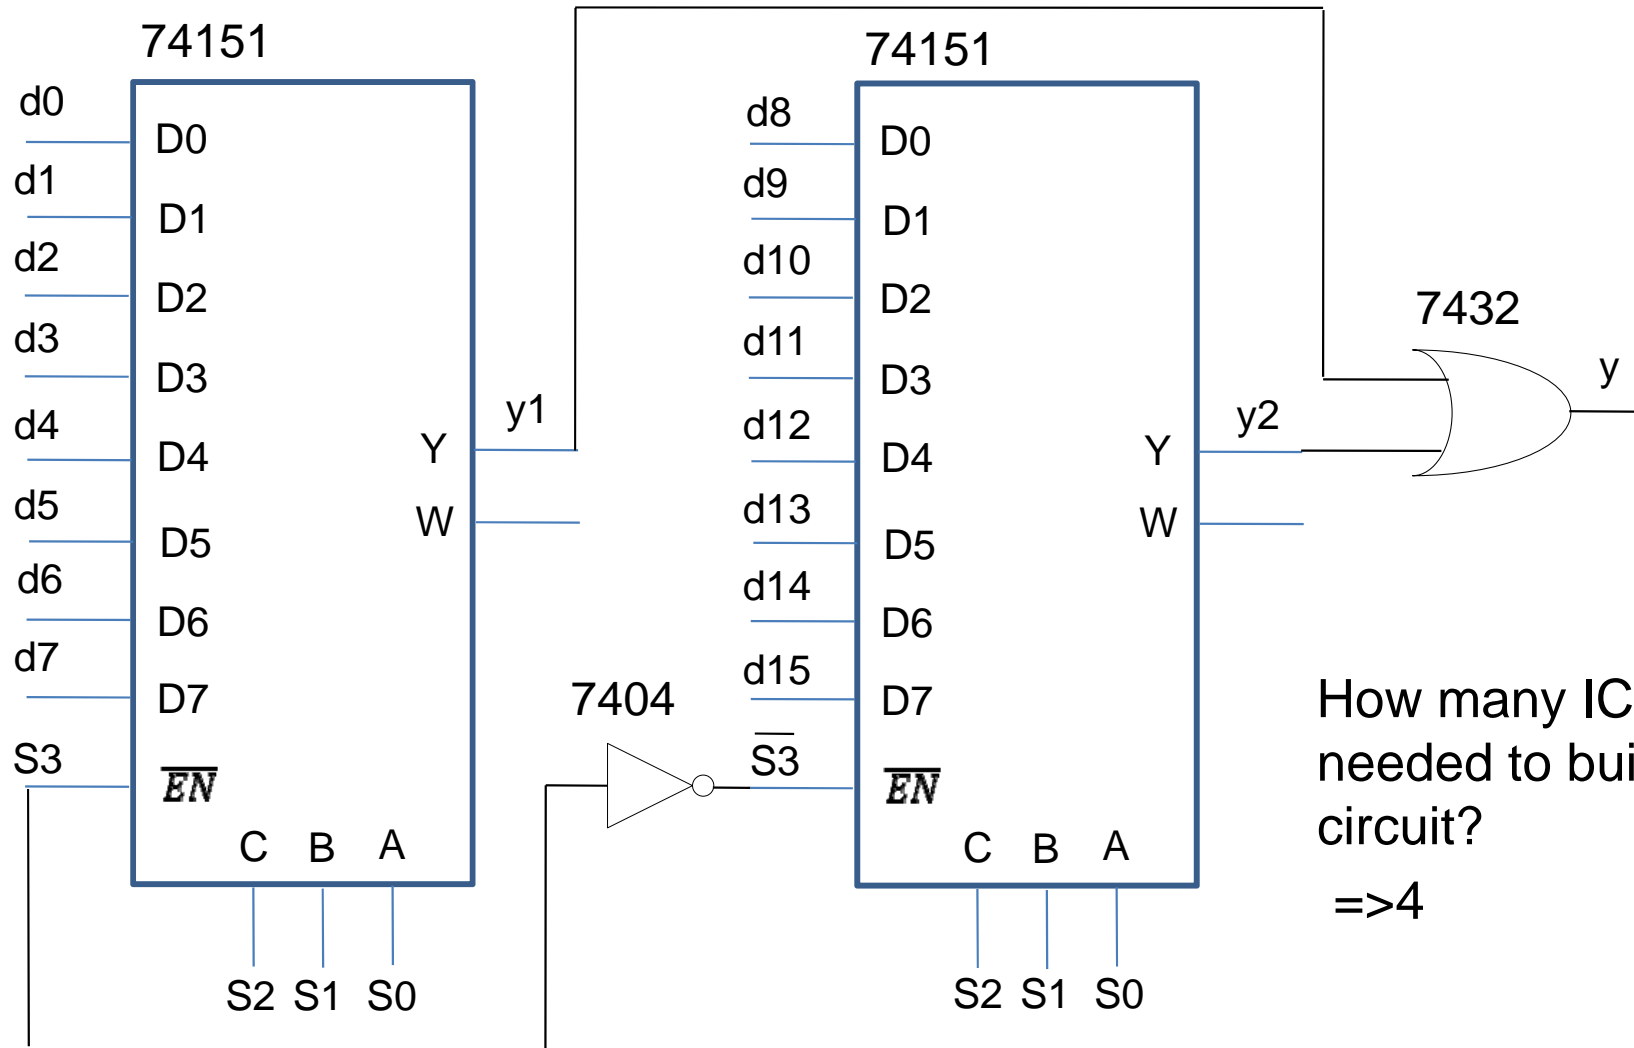 74151
d0
D0
d1
D1
d2
D2
d3
D3
d4
D4
d5
D5
d6
D6
d7
D7
S3
EN
Y
W
y1
C B A
S2 S1 S0
74151
d8
D0
d9
D1
d10
D2
d11
D3
d12
D4
d13
D5
d14
D6
d15
D7
7404
S3
EN
Y
W
y2
C B A
S2 S1 S0
7432
y
How many IC
needed to
circuit?
=>4